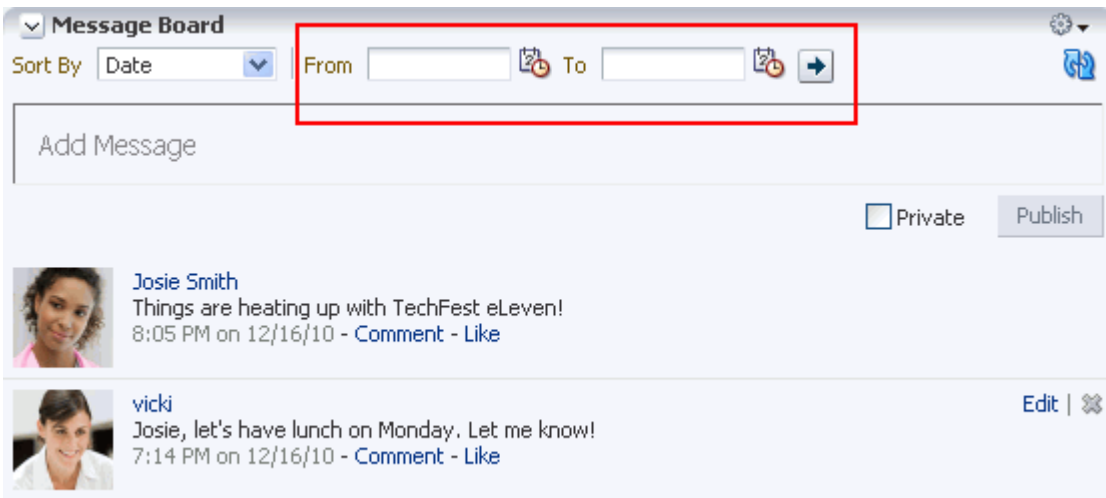 Message Board
Sort By Date From To
Add Message
Private Publish
Josie Smith
Things are heating up with TechFest eLeven!
8:05 PM on 12/16/10 - Comment - Like
vicki Edit |
Josie, let's have lunch on Monday. Let me know!
7:14 PM on 12/16/10 - Comment - Like